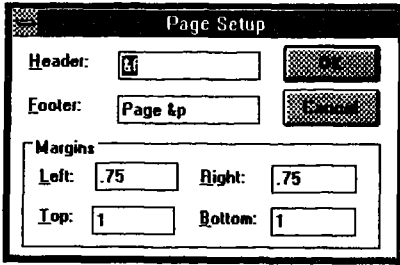 Page Setup
Header: &f OK
Footer: Page &p Cancel
Margins
Left: .75 Right: .75
Top: 1 Bottom: 1